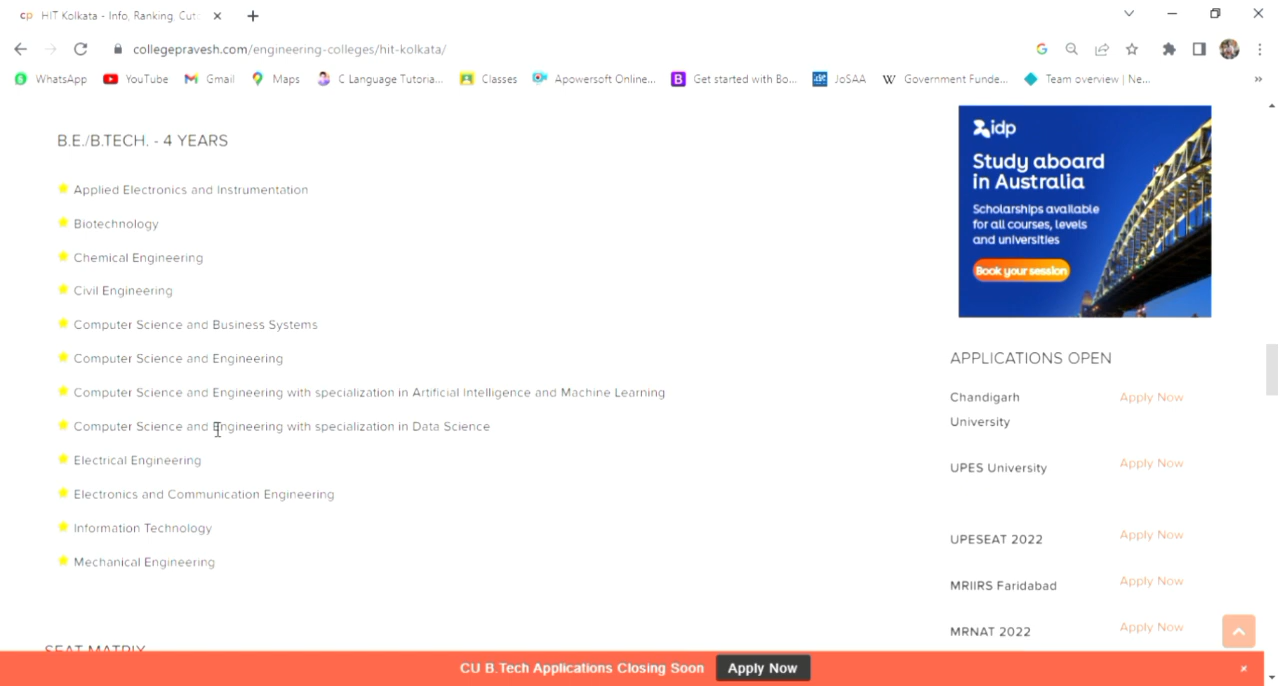 HIT Kolkata - Info, Ranking, Cut
collegepravesh.com/engineering-colleges/hit-kolkata/
WhatsApp YouTube Gmail Maps C Language Tutoria... Classes Apowersoft Online... Get started with Bo... JoSAA Government Funde... Team overview | Ne...
B.E./B.TECH. - 4 YEARS
Applied Electronics and Instrumentation
Biotechnology
Chemical Engineering
Civil Engineering
Computer Science and Business Systems
Computer Science and Engineering
Computer Science and Engineering with specialization in Artificial Intelligence and Machine Learning
Computer Science and Engineering with specialization in Data Science
Electrical Engineering
Electronics and Communication Engineering
Information Technology
Mechanical Engineering
SEAT MATRIX
idp
Study aboard
in Australia
Scholarships available
for all courses, levels
and universities
Book your session
APPLICATIONS OPEN
Chandigarh Apply Now
University
UPES University Apply Now
UPESEAT 2022 Apply Now
MRIIRS Faridabad Apply Now
MRNAT 2022 Apply Now
CU B.Tech Applications Closing Soon Apply Now